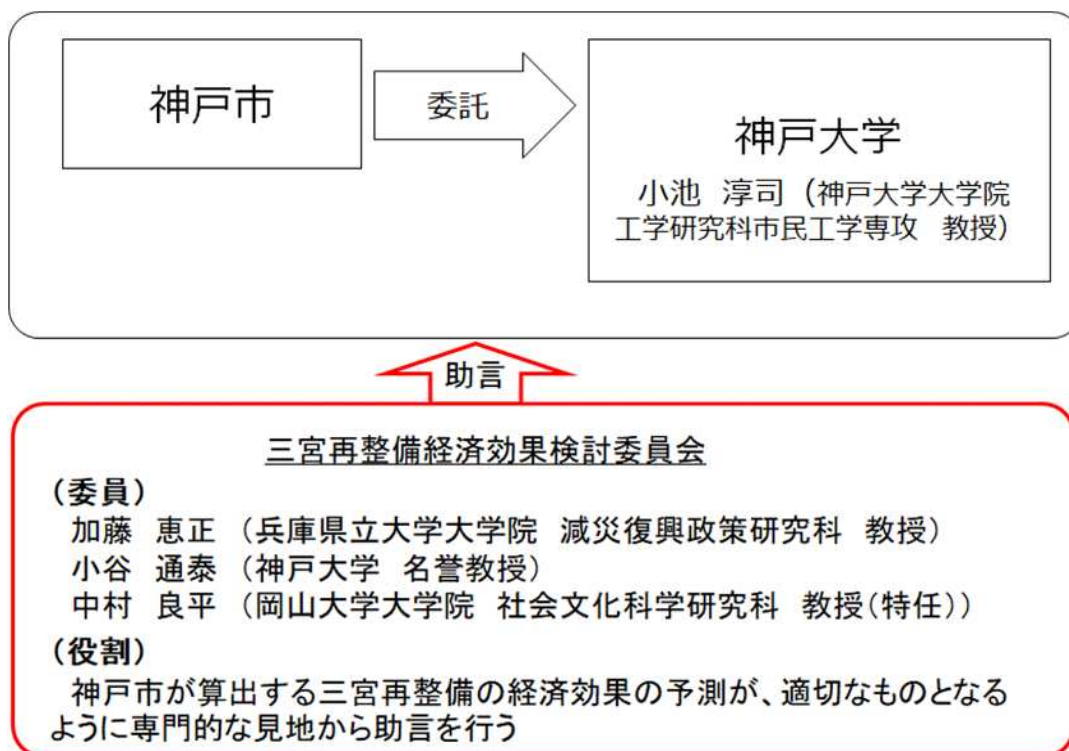 神戸市
委託
神戸大学
小池 淳司（神戸大学大学院
工学研究科市民工学専攻 教授）
助言
三宮再整備経済効果検討委員会
（委員）
加藤 恵正（兵庫県立大学大学院 減災復興政策研究科 教授）
小谷 通泰（神戸大学 名誉教授）
中村 良平（岡山大学大学院 社会文化科学研究科 教授（特任））
（役割）
神戸市が算出する三宮再整備の経済効果の予測が、適切なものとなる
ように専門的な見地から助言を行う